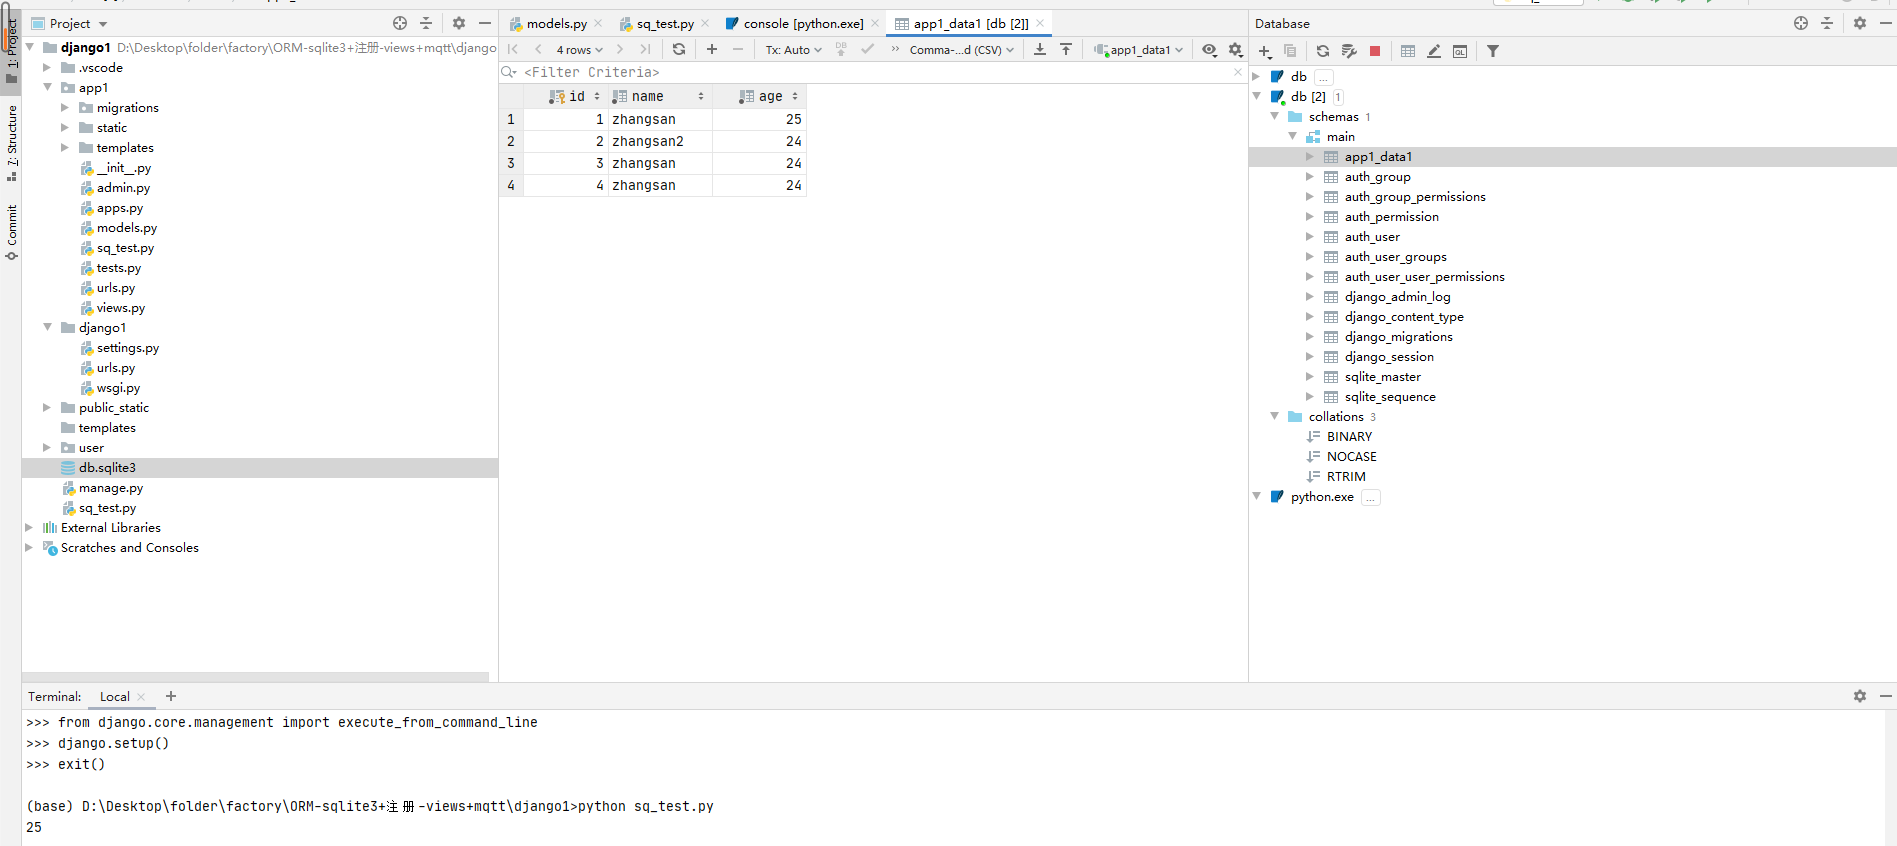 1: Project
7: Structure
Commit
Project
django1 D:\Desktop\folder\factory\ORM-sqlite3+注册-views+mqtt\django
.vscode
app1
migrations
static
templates
__init__.py
admin.py
apps.py
models.py
sq_test.py
tests.py
urls.py
views.py
django1
settings.py
urls.py
wsgi.py
public_static
templates
user
db.sqlite3
manage.py
sq_test.py
External Libraries
Scratches and Consoles
models.py sq_test.py console [python.exe] app1_data1 [db [2]]
4 rows Tx: Auto DB Comma-...d (CSV) app1_data1
<Filter Criteria>
id name age
1 1 zhangsan 25
2 2 zhangsan2 24
3 3 zhangsan 24
4 4 zhangsan 24
Database
QL
db ...
db [2] 1
schemas 1
main
app1_data1
auth_group
auth_group_permissions
auth_permission
auth_user
auth_user_groups
auth_user_user_permissions
django_admin_log
django_content_type
django_migrations
django_session
sqlite_master
sqlite_sequence
collations 3
BINARY
NOCASE
RTRIM
python.exe ...
Terminal: Local
>>> from django.core.management import execute_from_command_line
>>> django.setup()
>>> exit()
(base) D:\Desktop\folder\factory\ORM-sqlite3+注册-views+mqtt\django1>python sq_test.py
25